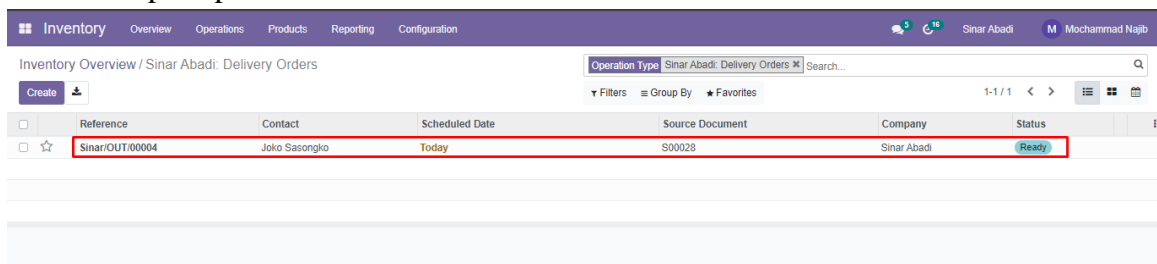 Inventory Overview Operations Products Reporting Configuration 5 16 Sinar Abadi M Mochammad Najib
Inventory Overview / Sinar Abadi: Delivery Orders
Operation Type Sinar Abadi: Delivery Orders ✖ Search...
Create
Filters Group By Favorites 1-1 / 1
Reference Contact Scheduled Date Source Document Company Status
Sinar/OUT/00004 Joko Sasongko Today S00028 Sinar Abadi Ready